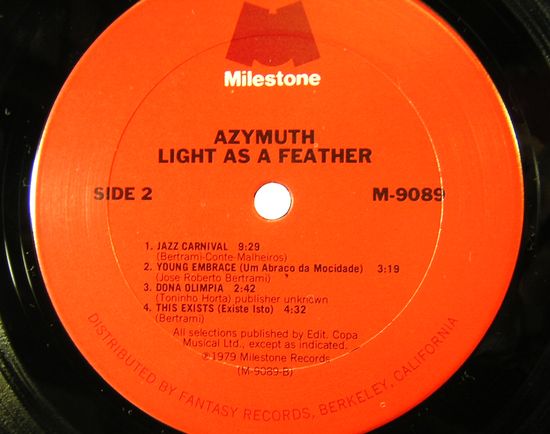 Milestone
AZYMUTH
LIGHT AS A FEATHER
SIDE 2
M-9089
1. JAZZ CARNIVAL 9:29
(Bertrami-Conte-Malheiros)
2. YOUNG EMBRACE (Um Abraco da Mocidade) 3:19
(Jose Roberto Bertrami)
3. DONA OLIMPIA 2:42
(Toninho Horta) publisher unknown
4. THIS EXISTS (Existe Isto) 4:32
(Bertrami)
All selections published by Edit. Copa
Musical Ltd., except as indicated.
℗1979 Milestone Records
(M-9089-B)
DISTRIBUTED BY FANTASY RECORDS, BERKELEY, CALIFORNIA